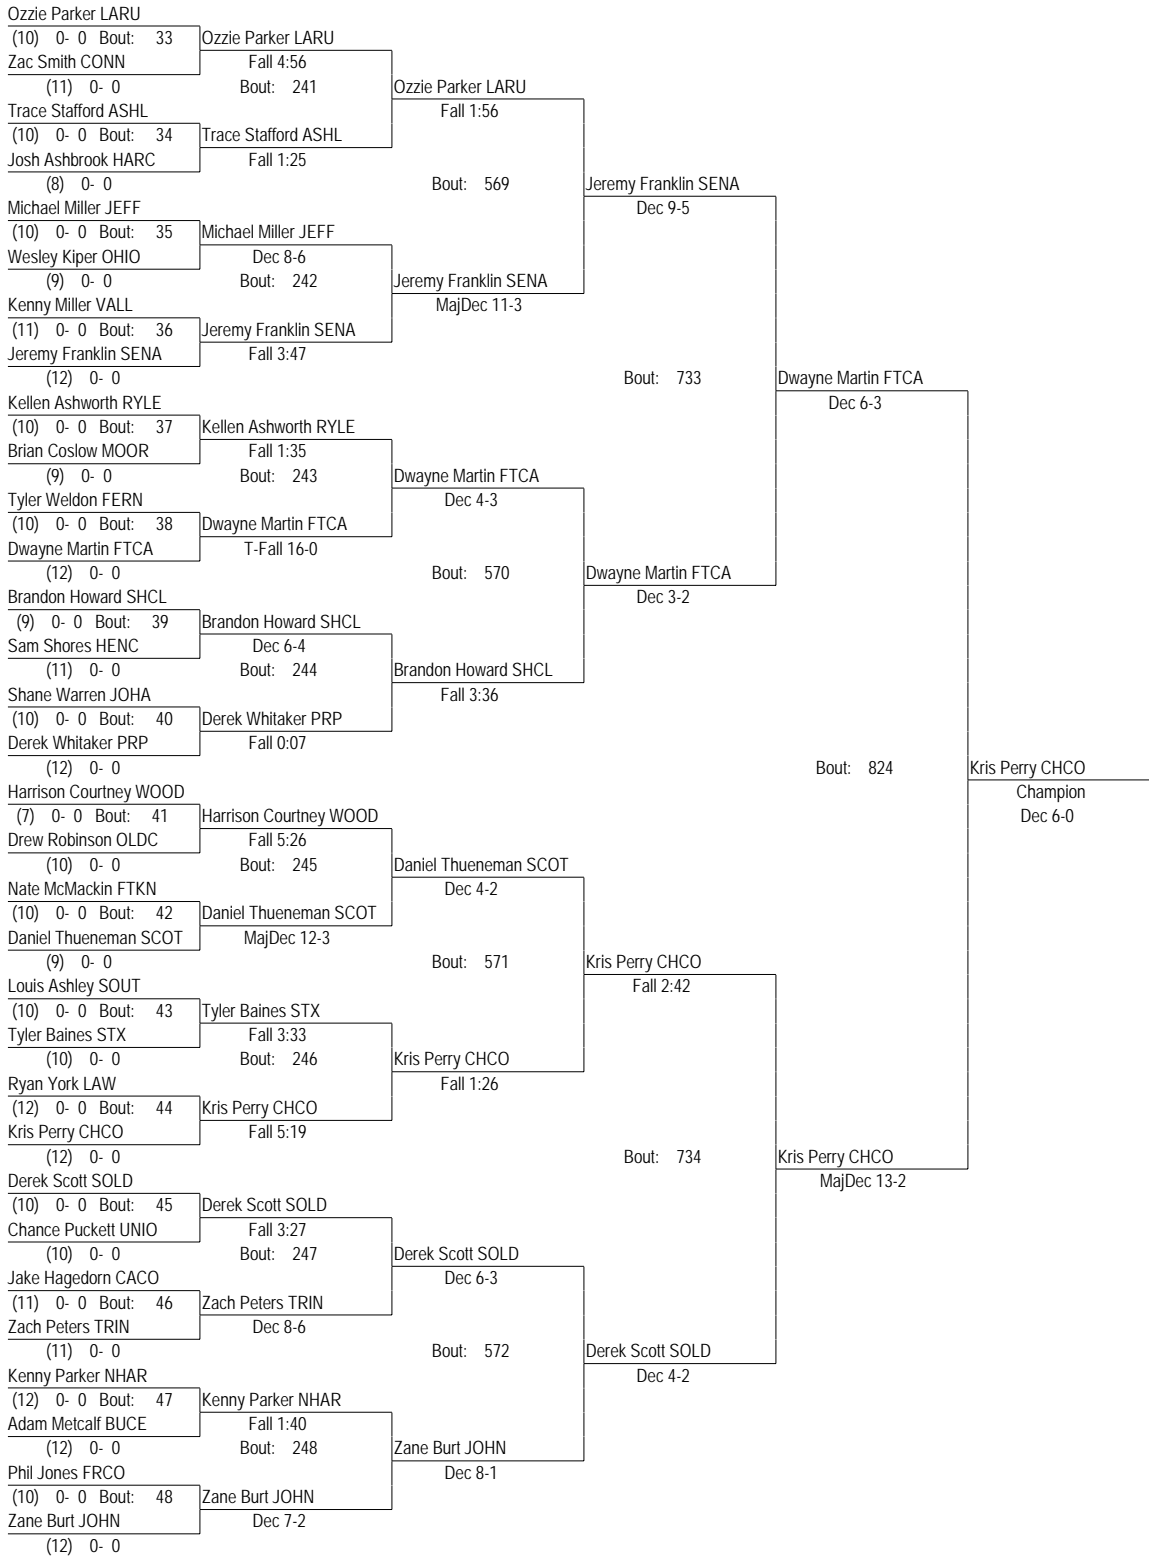 Ozzie Parker LARU
(10) 0- 0 Bout: 33 Ozzie Parker LARU
Zac Smith CONN Fall 4:56
(11) 0- 0 Bout: 241 Ozzie Parker LARU
Trace Stafford ASHL Fall 1:56
(10) 0- 0 Bout: 34 Trace Stafford ASHL
Josh Ashbrook HARC Fall 1:25
(8) 0- 0 Bout: 569 Jeremy Franklin SENA
Michael Miller JEFF Dec 9-5
(10) 0- 0 Bout: 35 Michael Miller JEFF
Wesley Kiper OHIO Dec 8-6
(9) 0- 0 Bout: 242 Jeremy Franklin SENA
Kenny Miller VALL MajDec 11-3
(11) 0- 0 Bout: 36 Jeremy Franklin SENA
Jeremy Franklin SENA Fall 3:47
(12) 0- 0 Bout: 733 Dwayne Martin FTCA
Kellen Ashworth RYLE Dec 6-3
(10) 0- 0 Bout: 37 Kellen Ashworth RYLE
Brian Coslow MOOR Fall 1:35
(9) 0- 0 Bout: 243 Dwayne Martin FTCA
Tyler Weldon FERN Dec 4-3
(10) 0- 0 Bout: 38 Dwayne Martin FTCA
Dwayne Martin FTCA T-Fall 16-0
(12) 0- 0 Bout: 570 Dwayne Martin FTCA
Brandon Howard SHCL Dec 3-2
(9) 0- 0 Bout: 39 Brandon Howard SHCL
Sam Shores HENC Dec 6-4
(11) 0- 0 Bout: 244 Brandon Howard SHCL
Shane Warren JOHA Fall 3:36
(10) 0- 0 Bout: 40 Derek Whitaker PRP
Derek Whitaker PRP Fall 0:07
(12) 0- 0 Bout: 824 Kris Perry CHCO
Harrison Courtney WOOD Champion
(7) 0- 0 Bout: 41 Harrison Courtney WOOD Dec 6-0
Drew Robinson OLDC Fall 5:26
(10) 0- 0 Bout: 245 Daniel Thueneman SCOT
Nate McMackin FTKN Dec 4-2
(10) 0- 0 Bout: 42 Daniel Thueneman SCOT
Daniel Thueneman SCOT MajDec 12-3
(9) 0- 0 Bout: 571 Kris Perry CHCO
Louis Ashley SOUT Fall 2:42
(10) 0- 0 Bout: 43 Tyler Baines STX
Tyler Baines STX Fall 3:33
(10) 0- 0 Bout: 246 Kris Perry CHCO
Ryan York LAW Fall 1:26
(12) 0- 0 Bout: 44 Kris Perry CHCO
Kris Perry CHCO Fall 5:19
(12) 0- 0 Bout: 734 Kris Perry CHCO
Derek Scott SOLD MajDec 13-2
(10) 0- 0 Bout: 45 Derek Scott SOLD
Chance Puckett UNIO Fall 3:27
(10) 0- 0 Bout: 247 Derek Scott SOLD
Jake Hagedorn CACO Dec 6-3
(11) 0- 0 Bout: 46 Zach Peters TRIN
Zach Peters TRIN Dec 8-6
(11) 0- 0 Bout: 572 Derek Scott SOLD
Kenny Parker NHAR Dec 4-2
(12) 0- 0 Bout: 47 Kenny Parker NHAR
Adam Metcalf BUCE Fall 1:40
(12) 0- 0 Bout: 248 Zane Burt JOHN
Phil Jones FRCO Dec 8-1
(10) 0- 0 Bout: 48 Zane Burt JOHN
Zane Burt JOHN Dec 7-2
(12) 0- 0